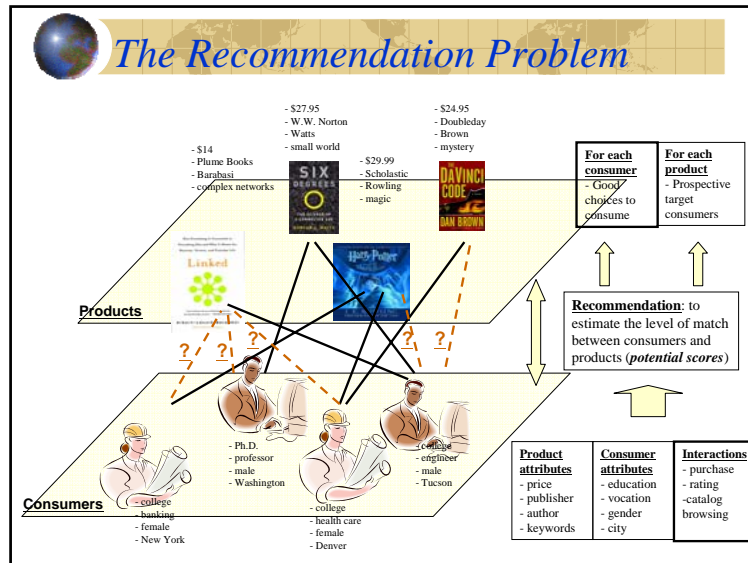 The Recommendation Problem
- $14
- Plume Books
- Barabasi
- complex networks
- $27.95
- W.W. Norton
- Watts
- small world
- $29.99
- Scholastic
- Rowling
- magic
- $24.95
- Doubleday
- Brown
- mystery
SIX
DEGREES
Linked
Harry Potter
THE
DAVINCI
CODE
DAN BROWN
Products
?
?
?
?
?
Consumers
- college
- banking
- female
- New York
- Ph.D.
- professor
- male
- Washington
- college
- health care
- female
- Denver
- college
- engineer
- male
- Tucson
For each
consumer
- Good
choices to
consume
For each
product
- Prospective
target
consumers
Recommendation: to
estimate the level of match
between consumers and
products (potential scores)
Product
attributes
- price
- publisher
- author
- keywords
Consumer
attributes
- education
- vocation
- gender
- city
Interactions
- purchase
- rating
-catalog
browsing